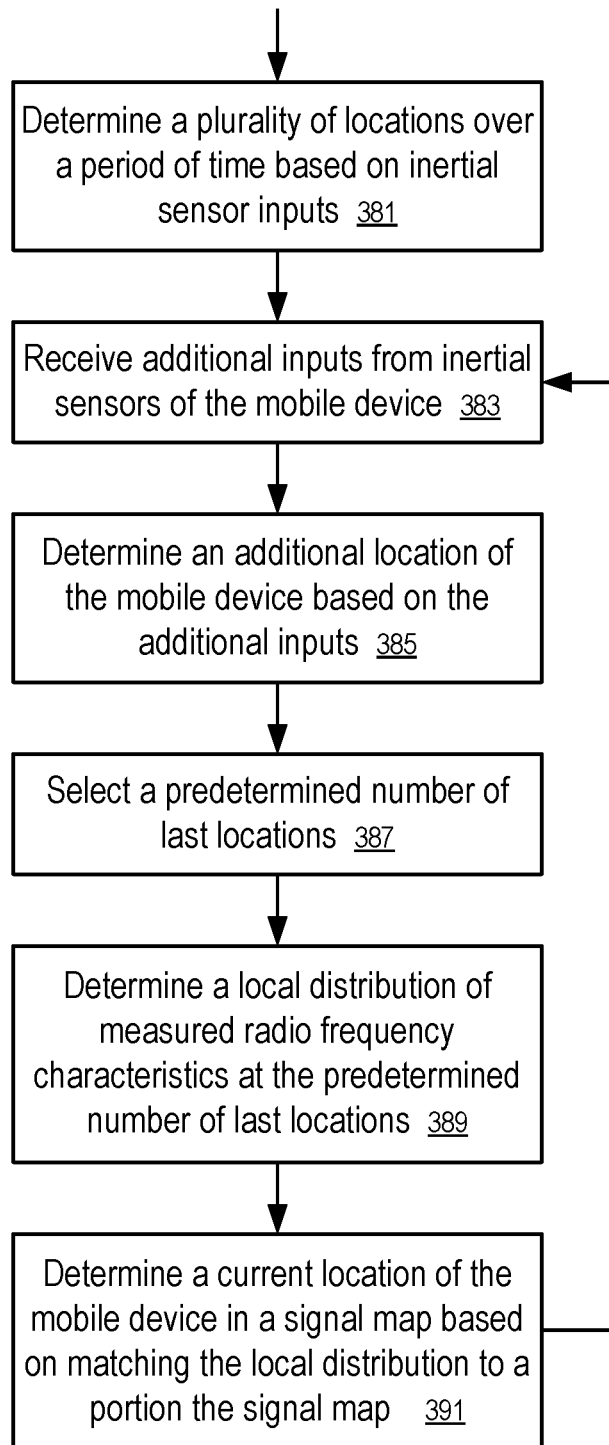 Determine a plurality of locations over
a period of time based on inertial
sensor inputs 381
Receive additional inputs from inertial
sensors of the mobile device 383
Determine an additional location of
the mobile device based on the
additional inputs 385
Select a predetermined number of
last locations 387
Determine a local distribution of
measured radio frequency
characteristics at the predetermined
number of last locations 389
Determine a current location of the
mobile device in a signal map based
on matching the local distribution to a
portion the signal map 391